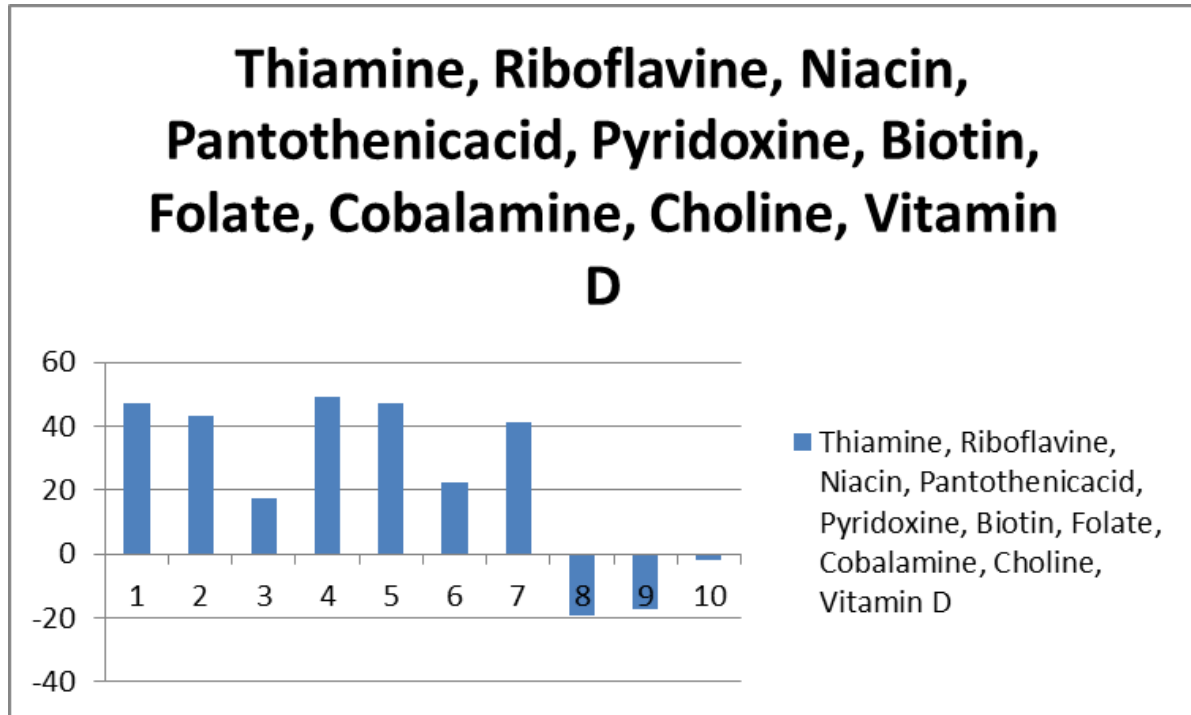 Thiamine, Riboflavine, Niacin,
Pantothenicacid, Pyridoxine, Biotin,
Folate, Cobalamine, Choline, Vitamin
D
60
40
20
0
-20
-40
1 2 3 4 5 6 7 8 9 10
Thiamine, Riboflavine,
Niacin, Pantothenicacid,
Pyridoxine, Biotin, Folate,
Cobalamine, Choline,
Vitamin D